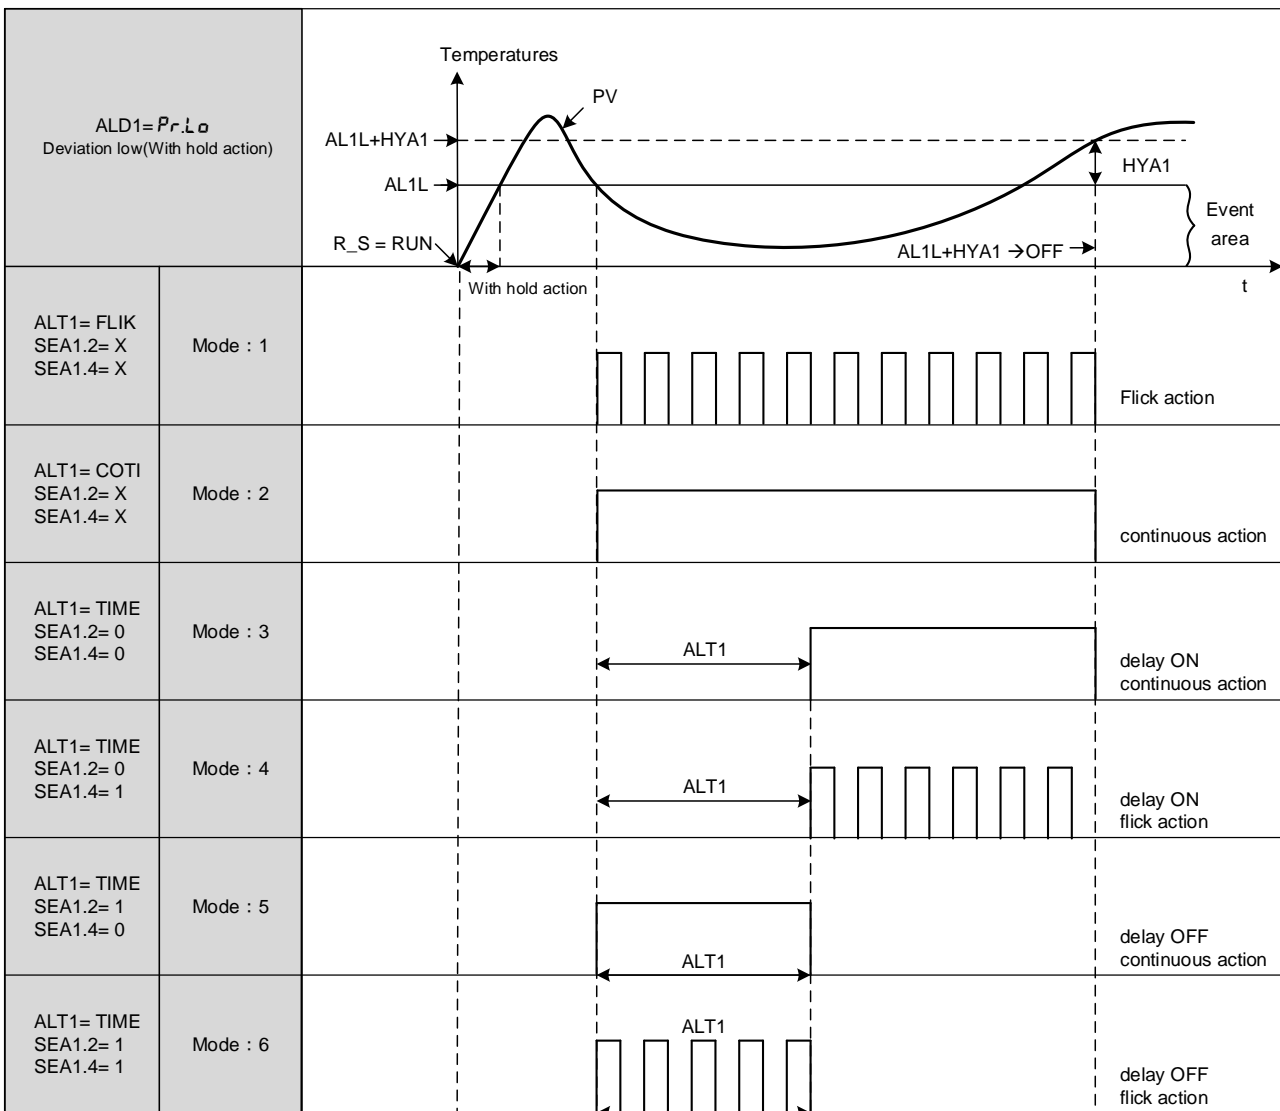 ALD1=Pr.Lo
Deviation low(With hold action)
Temperatures
PV
AL1L+HYA1
HYA1
AL1L
Event
area
R_S = RUN
AL1L+HYA1 →OFF
With hold action
t
ALT1= FLIK
SEA1.2= X
SEA1.4= X
Mode : 1
Flick action
ALT1= COTI
SEA1.2= X
SEA1.4= X
Mode : 2
continuous action
ALT1= TIME
SEA1.2= 0
SEA1.4= 0
Mode : 3
ALT1
delay ON
continuous action
ALT1= TIME
SEA1.2= 0
SEA1.4= 1
Mode : 4
ALT1
delay ON
flick action
ALT1= TIME
SEA1.2= 1
SEA1.4= 0
Mode : 5
ALT1
delay OFF
continuous action
ALT1= TIME
SEA1.2= 1
SEA1.4= 1
Mode : 6
ALT1
delay OFF
flick action